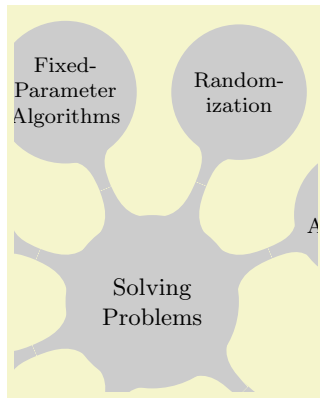 Fixed-
Parameter
Algorithms
Random-
ization
A
Solving
Problems